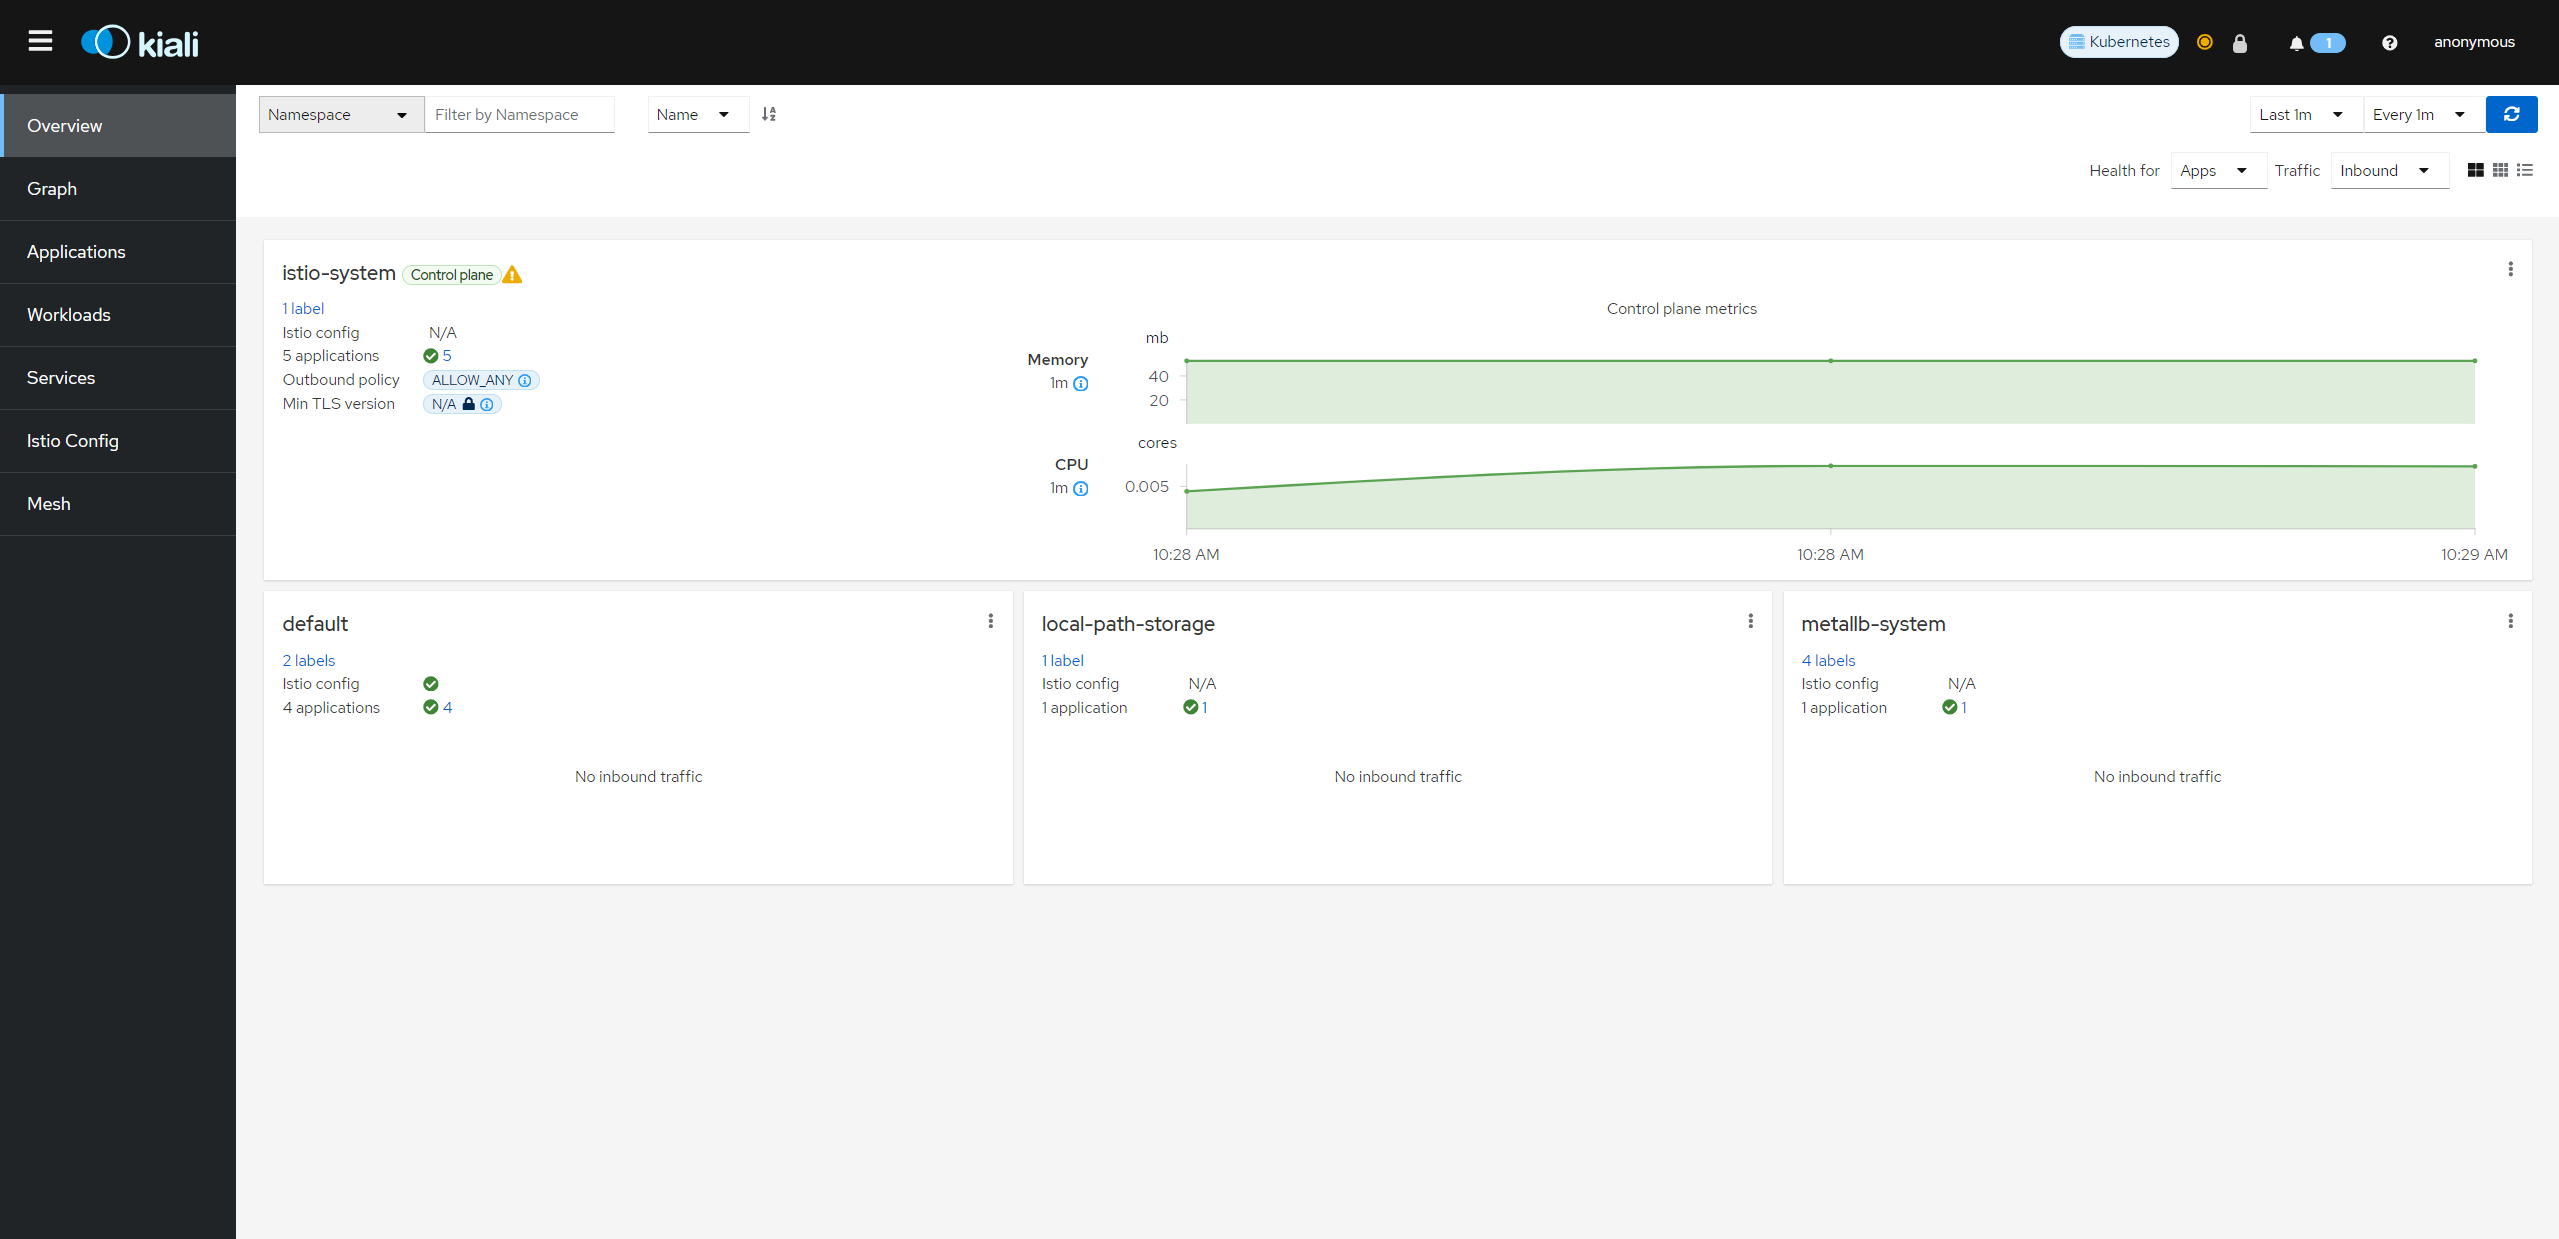 kiali
Kubernetes
1
anonymous
Overview
Graph
Applications
Workloads
Services
Istio Config
Mesh
Namespace
Filter by Namespace
Name
Last 1m
Every 1m
Health for
Apps
Traffic
Inbound
istio-system Control plane
1 label
Istio config N/A
5 applications 5
Outbound policy ALLOW_ANY
Min TLS version N/A
Control plane metrics
mb
Memory
1m
40
20
cores
CPU
1m
0.005
10:28 AM 10:28 AM 10:29 AM
default
2 labels
Istio config
4 applications 4
No inbound traffic
local-path-storage
1 label
Istio config N/A
1 application 1
No inbound traffic
metallb-system
4 labels
Istio config N/A
1 application 1
No inbound traffic